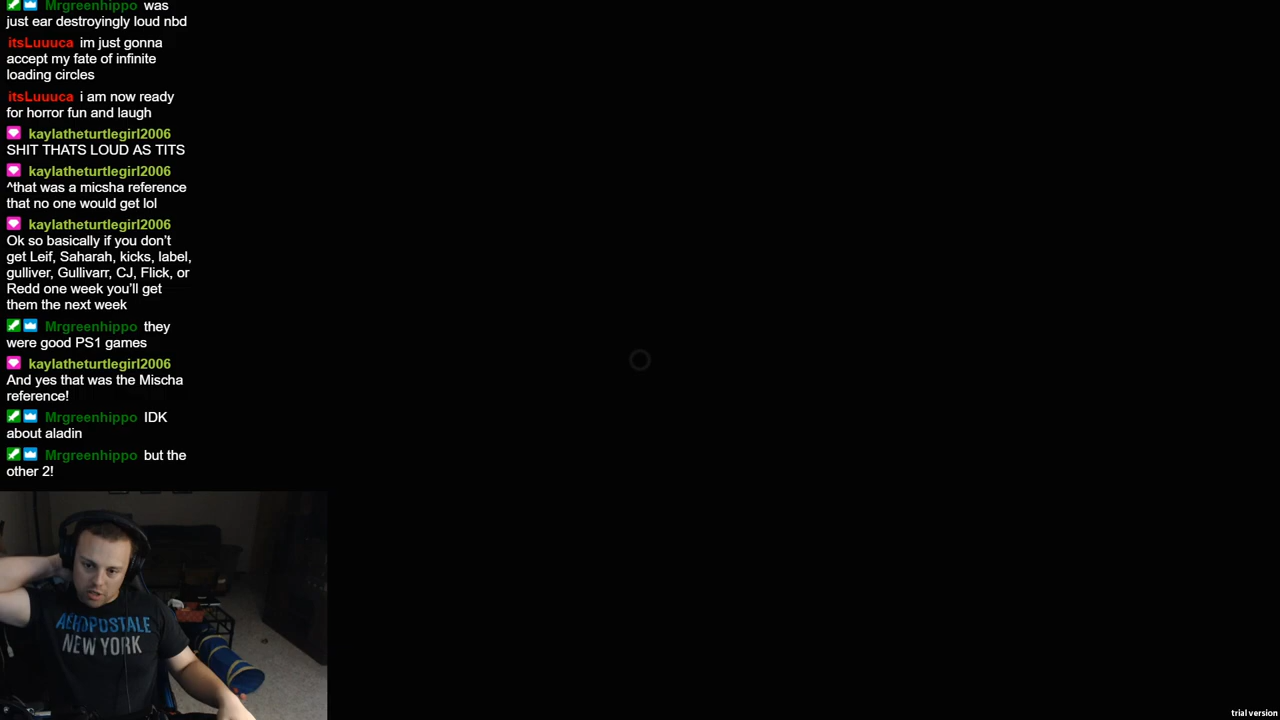 Mrgreenhippo was
just ear destroyingly loud nbd
itsLuuuca im just gonna
accept my fate of infinite
loading circles
itsLuuuca i am now ready
for horror fun and laugh
kaylatheturtlegirl2006
SHIT THATS LOUD AS TITS
kaylatheturtlegirl2006
^that was a micsha reference
that no one would get lol
kaylatheturtlegirl2006
Ok so basically if you don't
get Leif, Saharah, kicks, label,
gulliver, Gullivarr, CJ, Flick, or
Redd one week you'll get
them the next week
Mrgreenhippo they
were good PS1 games
kaylatheturtlegirl2006
And yes that was the Mischa
reference!
Mrgreenhippo IDK
about aladin
Mrgreenhippo but the
other 2!
AEROPOSTALE
NEW YORK
trial version